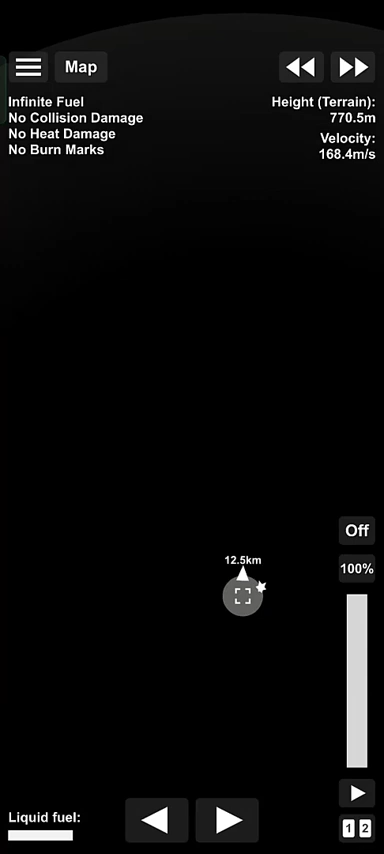 Map
Infinite Fuel
No Collision Damage
No Heat Damage
No Burn Marks
Height (Terrain):
770.5m
Velocity:
168.4m/s
Off
12.5km
100%
1 2
Liquid fuel: